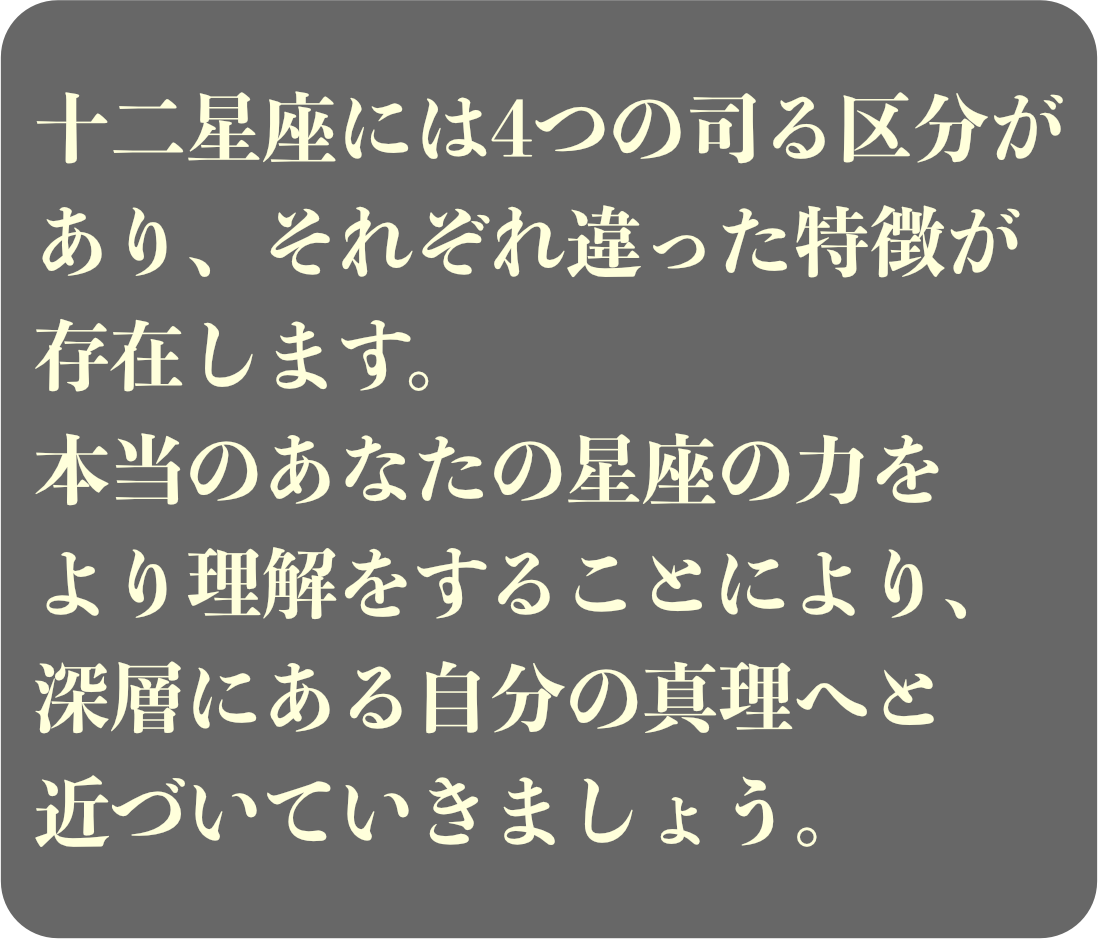 十二星座には4つの司る区分が
あり、それぞれ違った特徴が
存在します。
本当のあなたの星座の力を
より理解をすることにより、
深層にある自分の真理へと
近づいていきましょう。